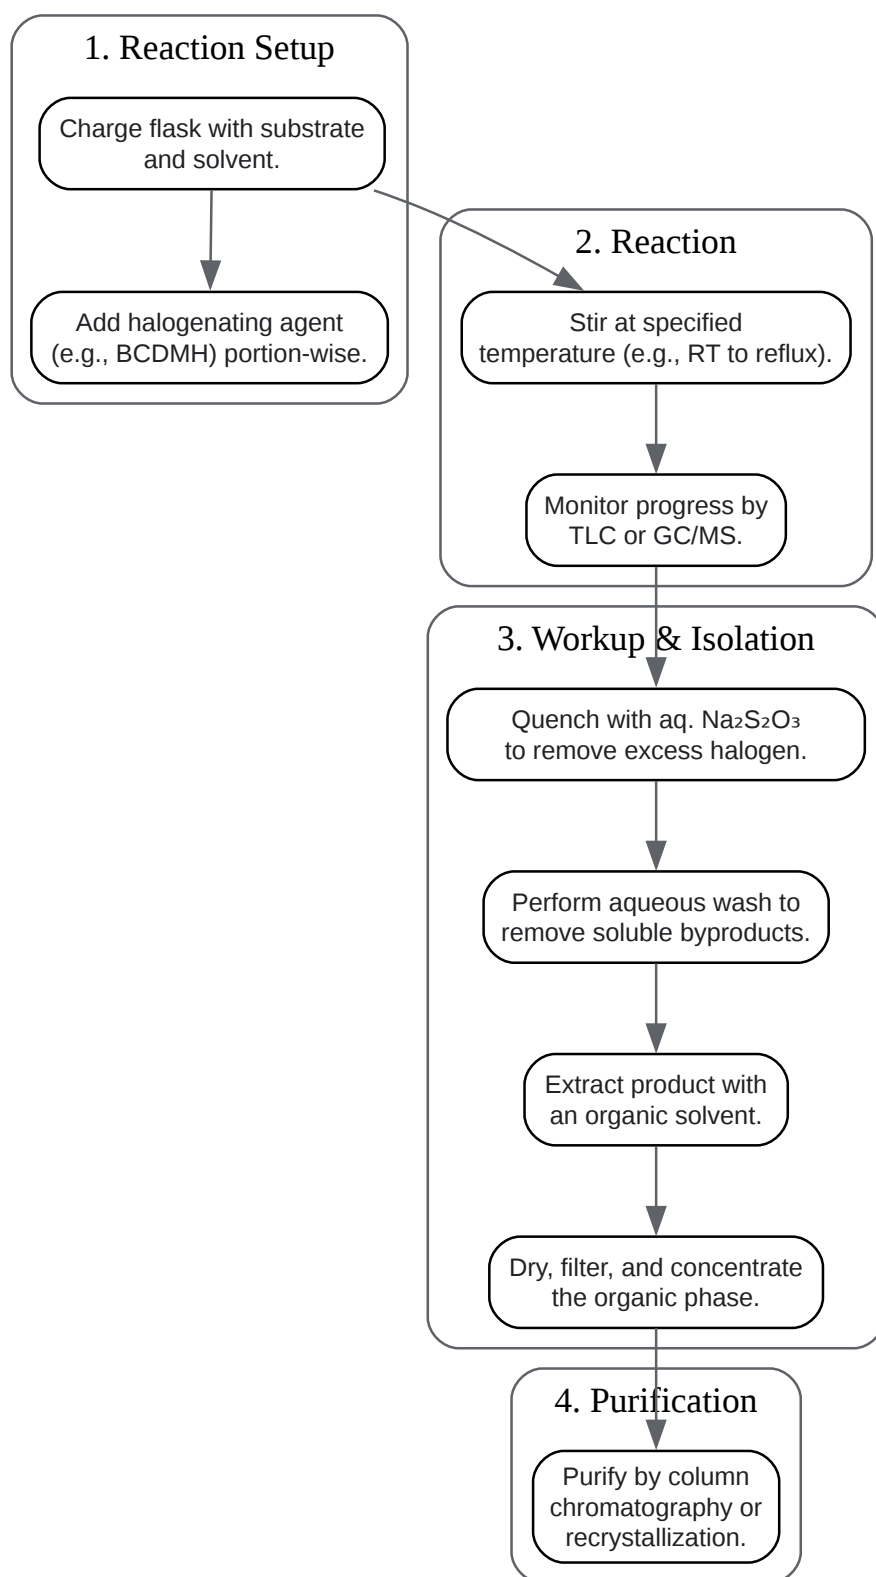 1. Reaction Setup
Charge flask with substrate
and solvent.
Add halogenating agent
(e.g., BCDMH) portion-wise.
2. Reaction
Stir at specified
temperature (e.g., RT to reflux).
Monitor progress by
TLC or GC/MS.
3. Workup & Isolation
Quench with aq. Na₂S₂O₃
to remove excess halogen.
Perform aqueous wash to
remove soluble byproducts.
Extract product with
an organic solvent.
Dry, filter, and concentrate
the organic phase.
4. Purification
Purify by column
chromatography or
recrystallization.